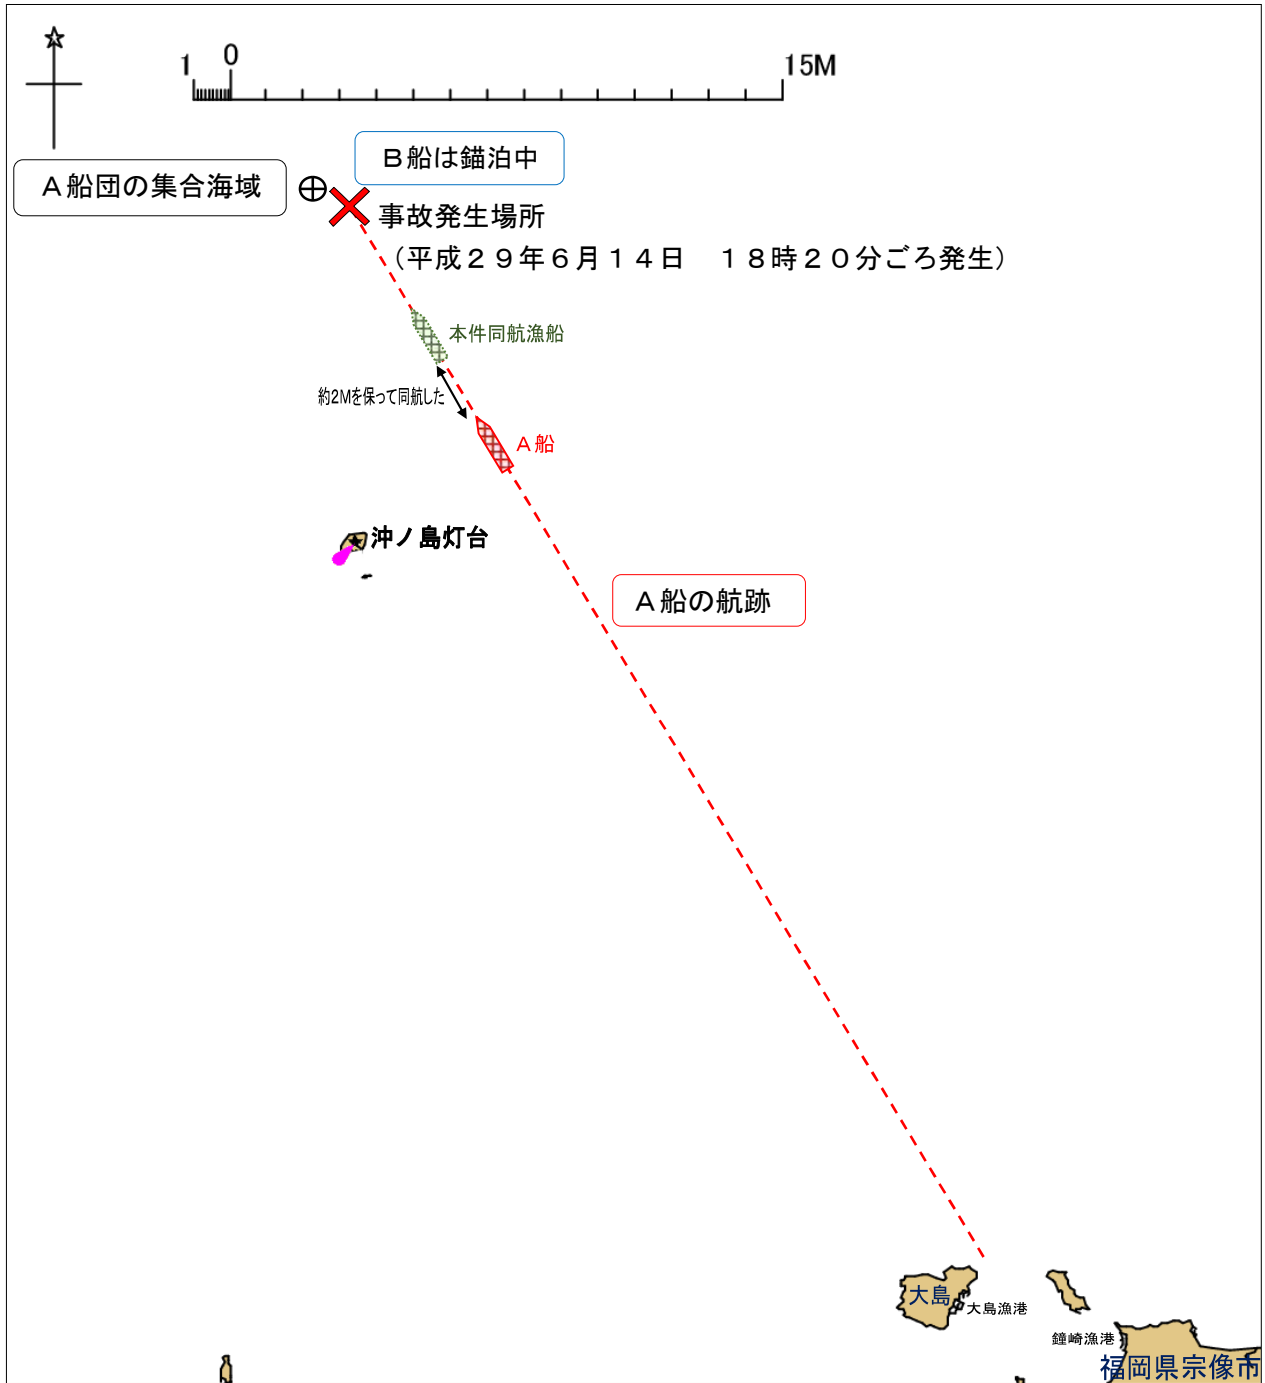 1 0 15M
B船は錨泊中
A船団の集合海域
事故発生場所
（平成２９年６月１４日　１８時２０分ごろ発生）
本件同航漁船
約2Mを保って同航した
A船
沖ノ島灯台
A船の航跡
大島
大島漁港
鐘崎漁港
福岡県宗像市